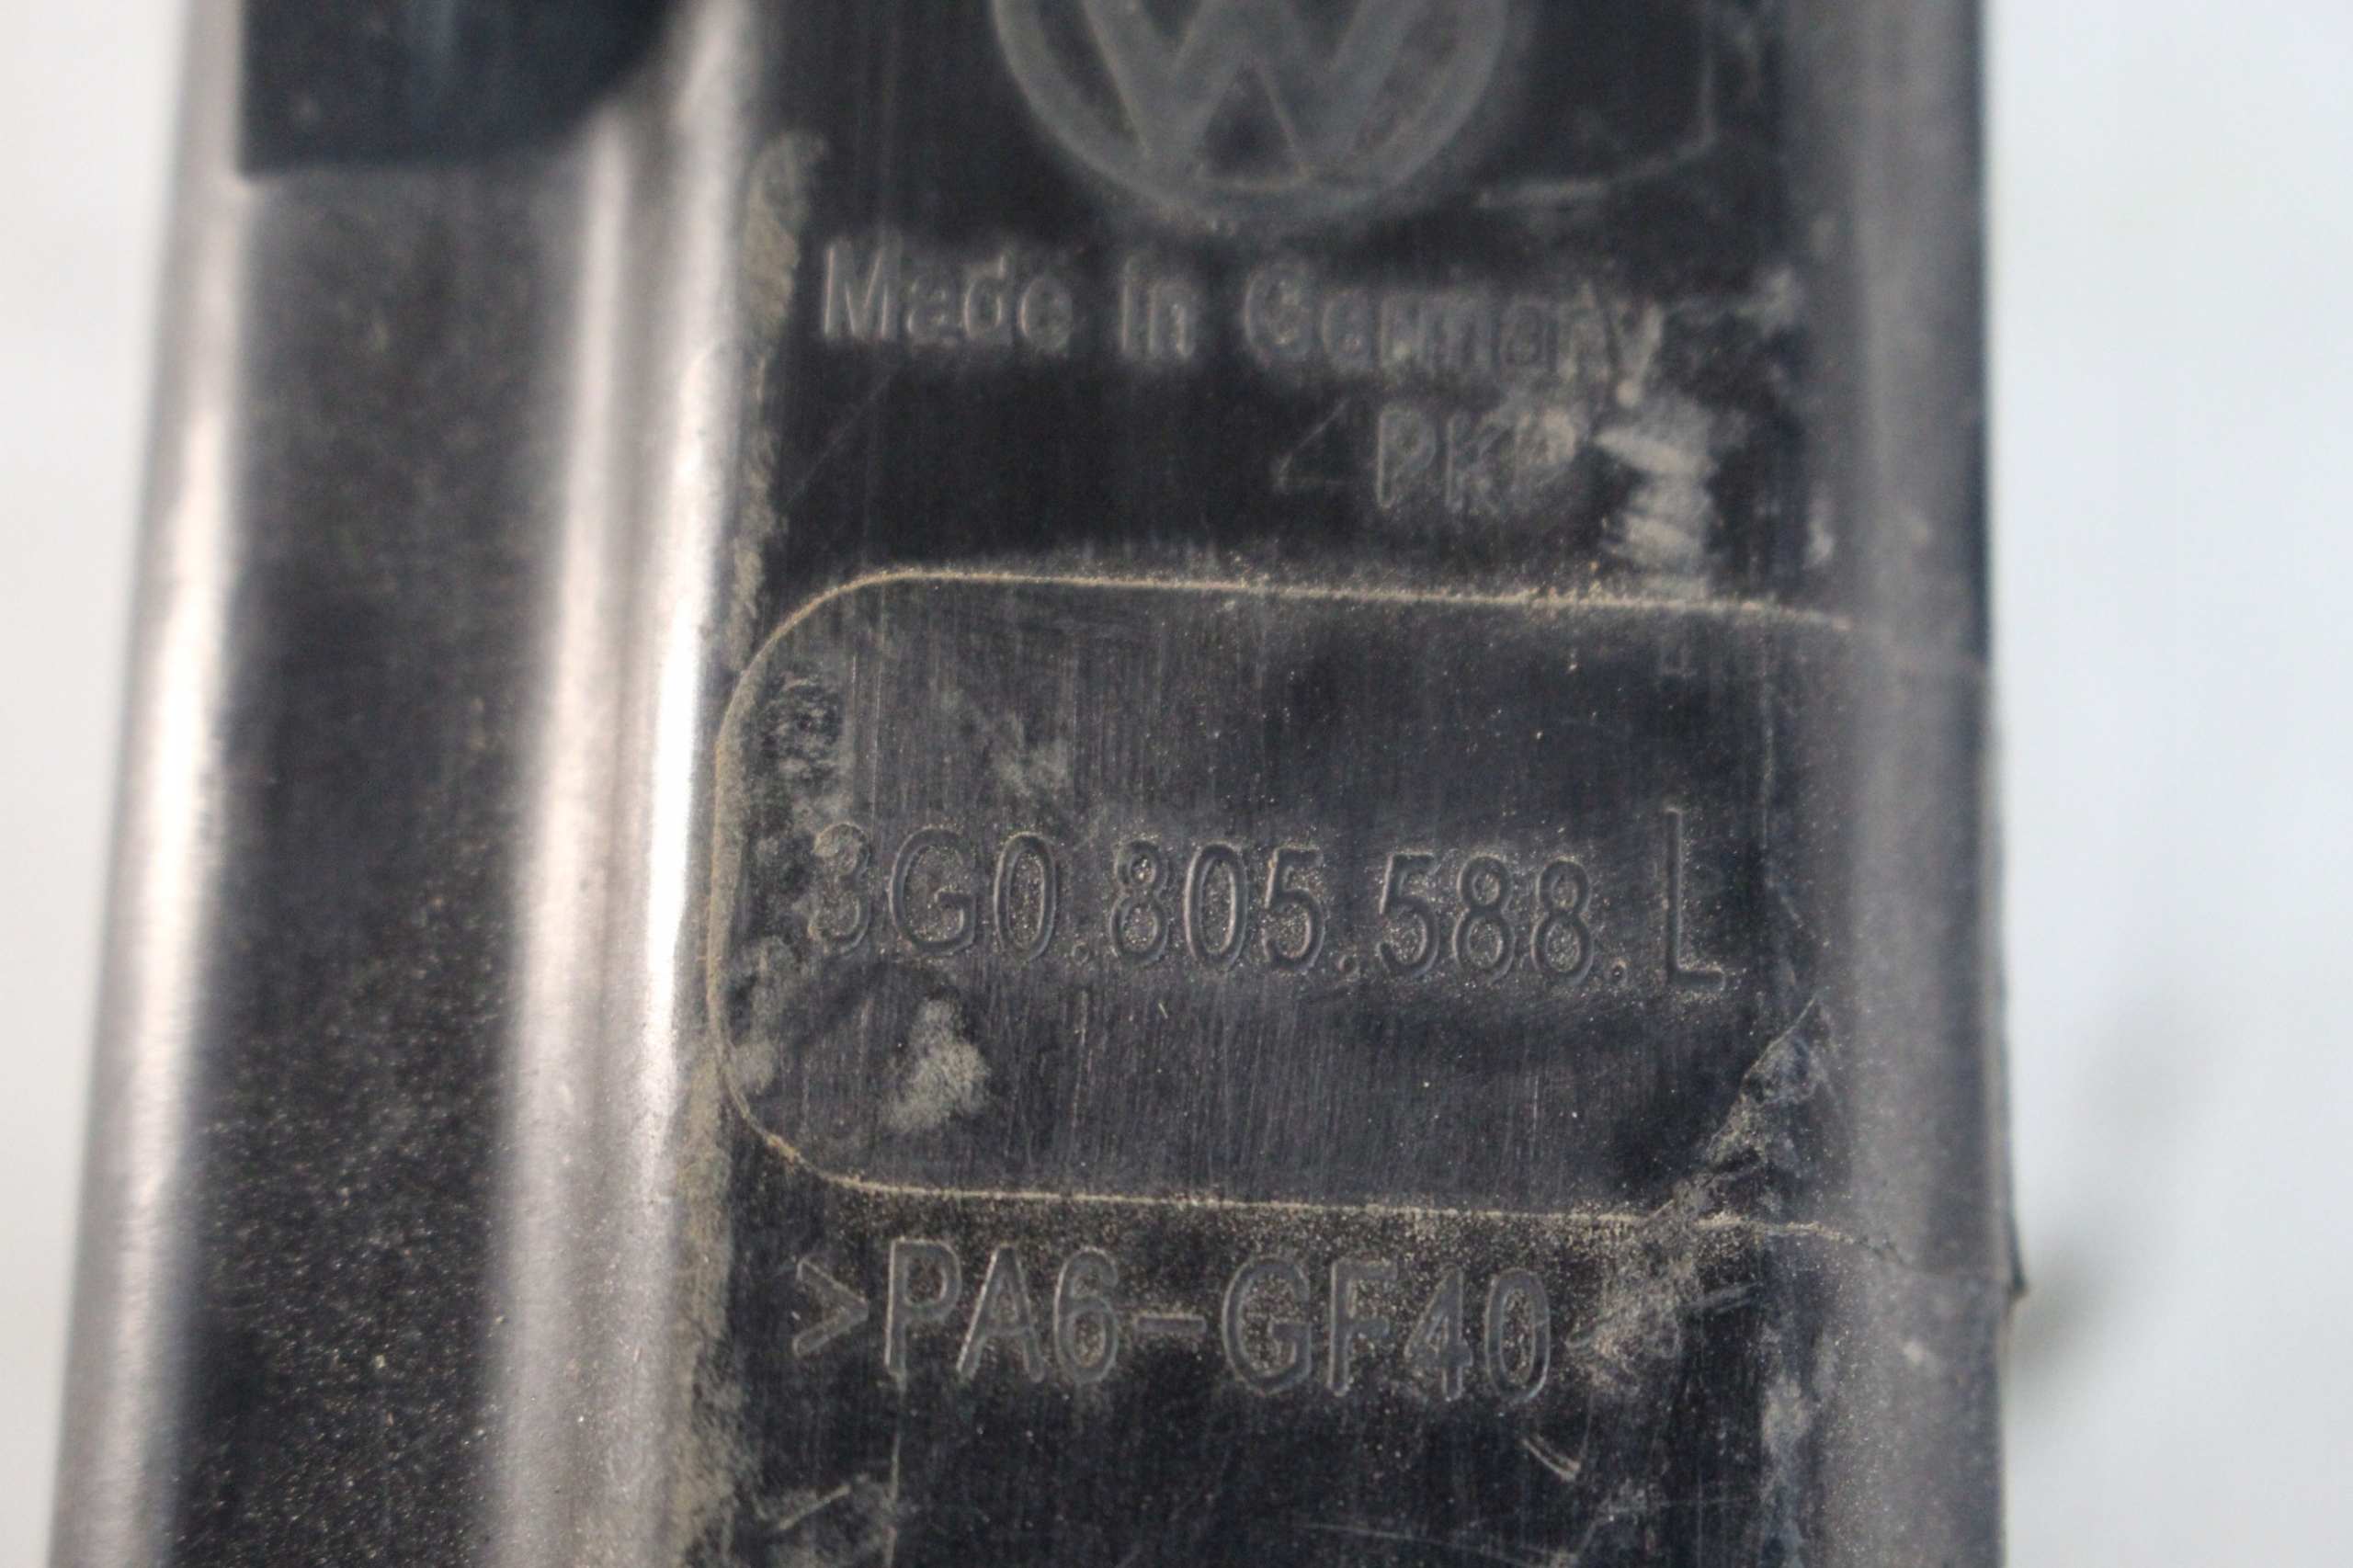 Made in Germany
PKP
3G0.805.588.L
>PA6-GF40<